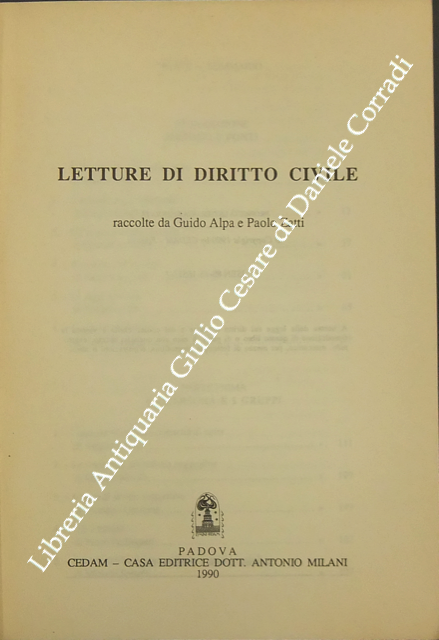 LETTURE DI DIRITTO CIVILE
raccolte da Guido Alpa e Paolo Zatti
Libreria Antiquaria Giulio Cesare di Daniele Corradi
PADOVA
CEDAM – CASA EDITRICE DOTT. ANTONIO MILANI
1990